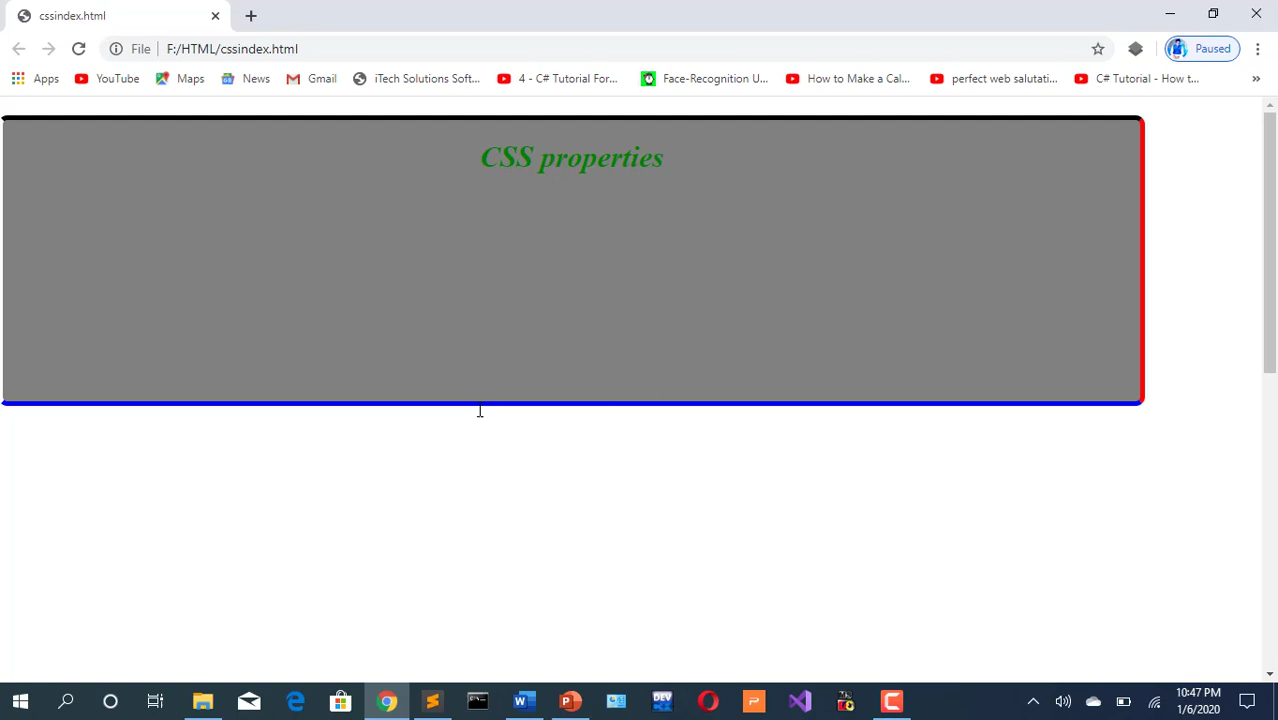 cssindex.html
File
F:/HTML/cssindex.html
Paused
Apps
YouTube
Maps
News
Gmail
iTech Solutions Soft...
4 - C# Tutorial For...
Face-Recognition U...
How to Make a Cal...
perfect web salutati...
C# Tutorial - How t...
»
CSS properties
DEV
10:47 PM
1/6/2020